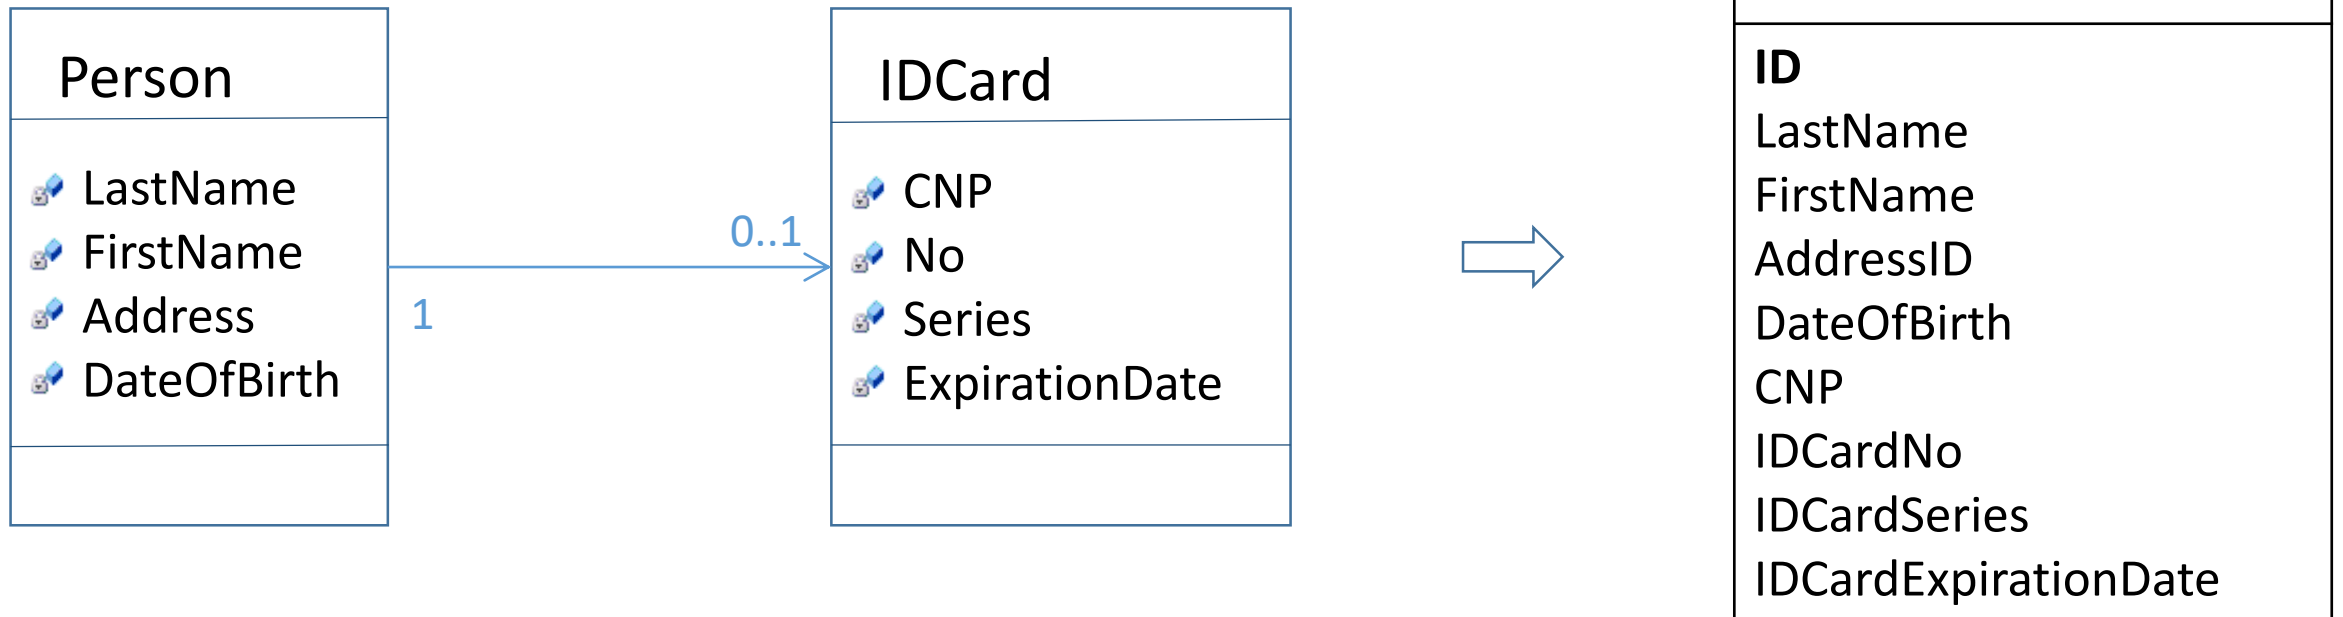 Person
LastName
FirstName
Address
DateOfBirth
1
0..1
IDCard
CNP
No
Series
ExpirationDate
ID
LastName
FirstName
AddressID
DateOfBirth
CNP
IDCardNo
IDCardSeries
IDCardExpirationDate